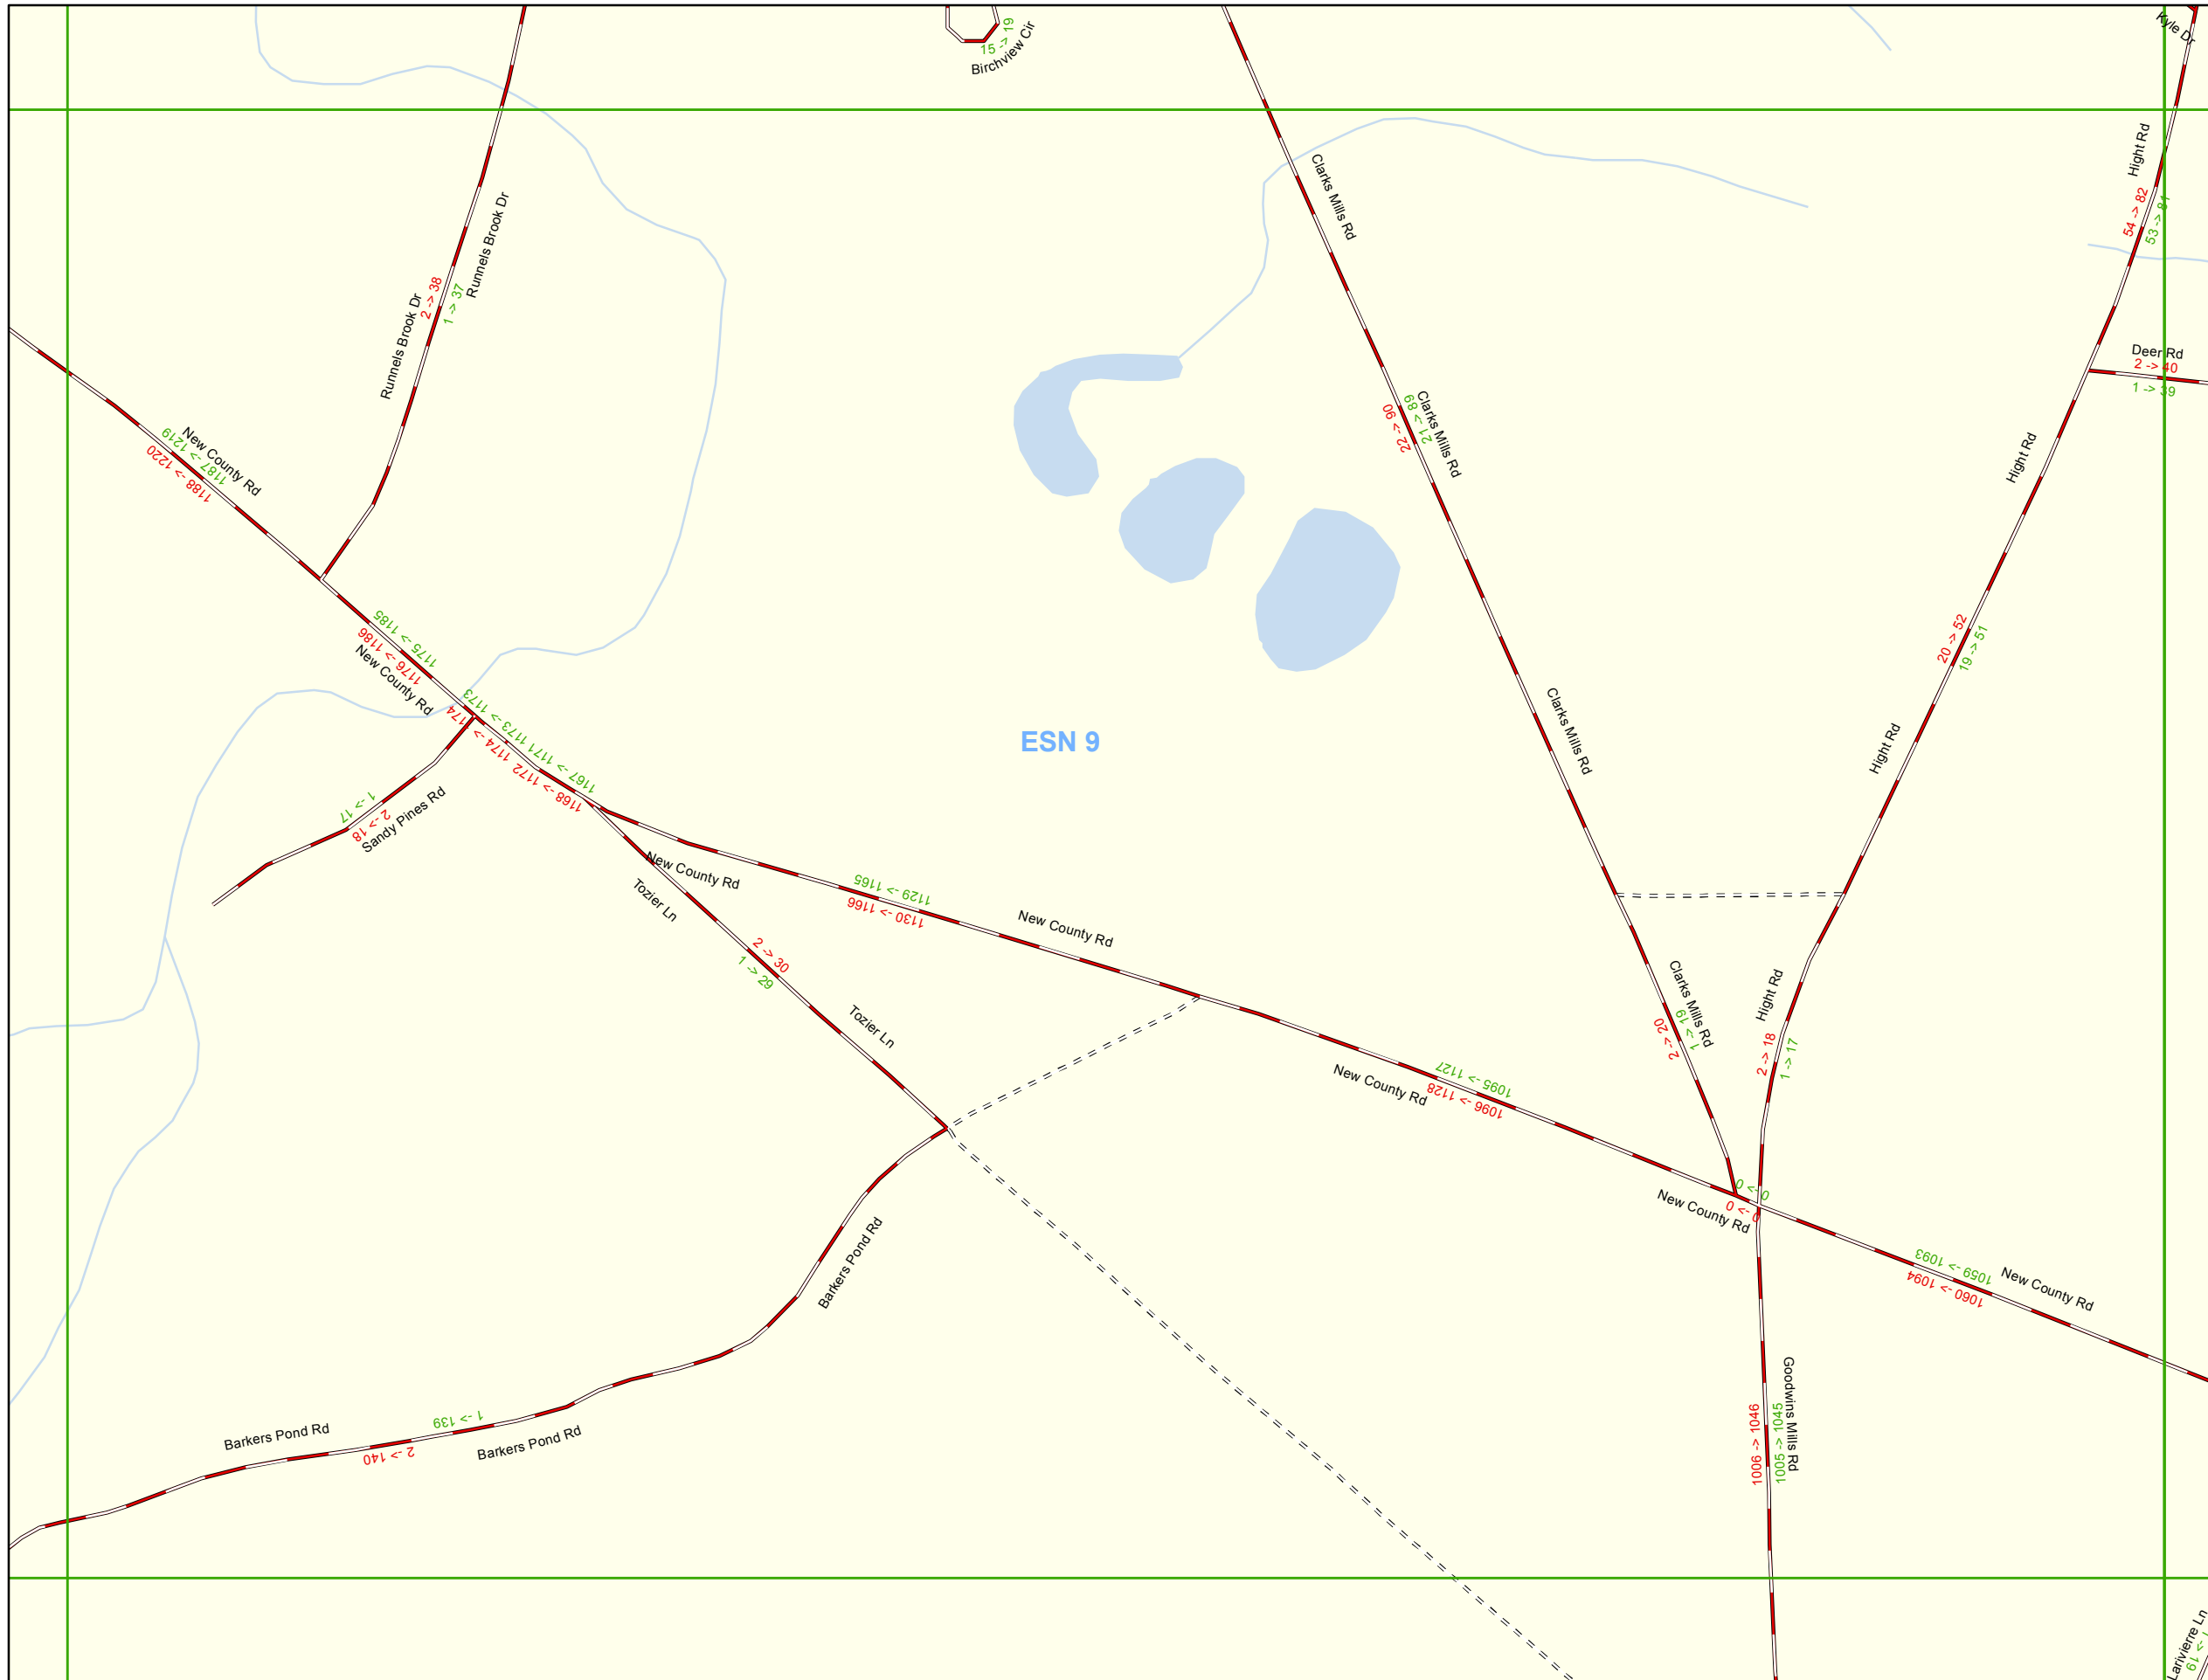 15 -> 19
Birchview Cir
Kyle Dr
Hight Rd
54 -> 82
53 -> 81
Clarks Mills Rd
Runnels Brook Dr
2 -> 38
1 -> 37
Runnels Brook Dr
Deer Rd
2 -> 40
1 -> 39
Clarks Mills Rd
21 -> 89
22 -> 90
New County Rd
1187 -> 1219
1188 -> 1220
Hight Rd
1175 -> 1185
1176 -> 1186
New County Rd
20 -> 52
19 -> 51
1173 -> 1173
1174 -> 1174
1167 -> 1171
1168 -> 1172
ESN 9
Clarks Mills Rd
Hight Rd
1 -> 17
2 -> 18
Sandy Pines Rd
New County Rd
Tozier Ln
1129 -> 1165
1130 -> 1166
New County Rd
2 -> 30
1 -> 29
Tozier Ln
Clarks Mills Rd
1 -> 19
2 -> 20
Hight Rd
2 -> 18
1 -> 17
New County Rd
1095 -> 1127
1096 -> 1128
0 -> 0
0 -> 0
New County Rd
Barkers Pond Rd
1059 -> 1093
1060 -> 1094
New County Rd
Goodwins Mills Rd
1006 -> 1046
1005 -> 1045
Barkers Pond Rd
1 -> 139
2 -> 140
Barkers Pond Rd
Larivierre Ln